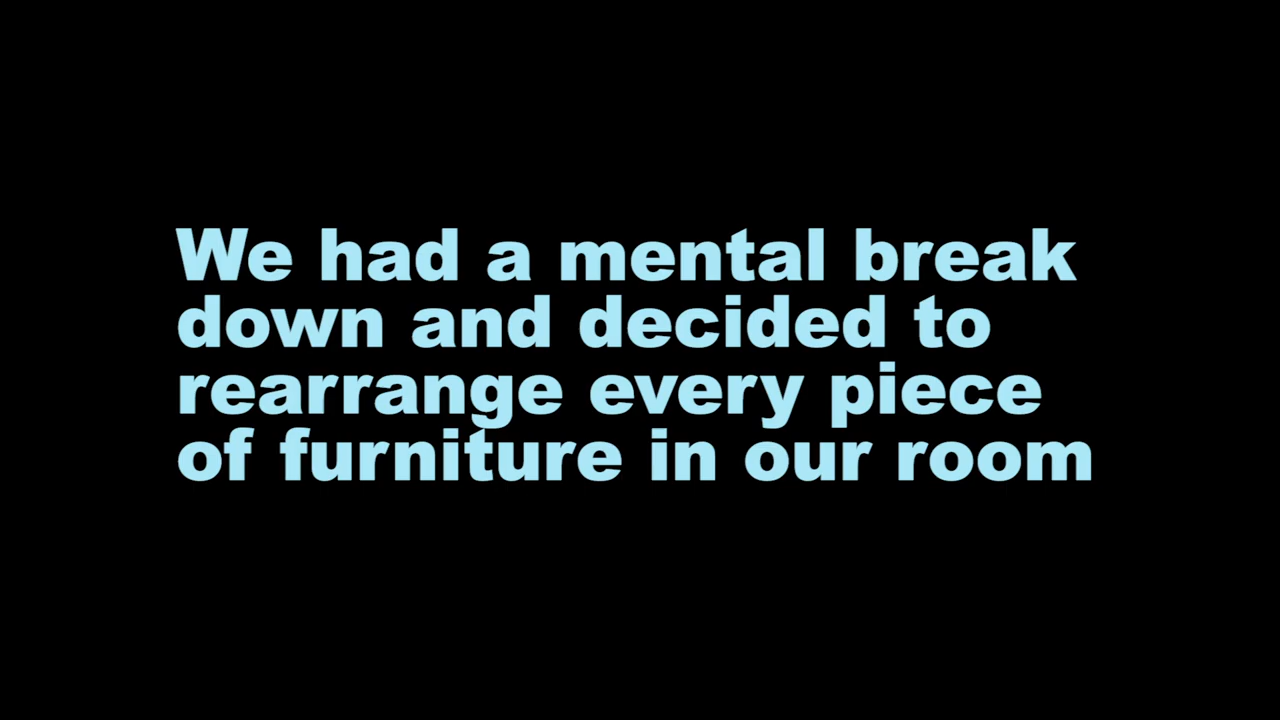 We had a mental break
down and decided to
rearrange every piece
of furniture in our room